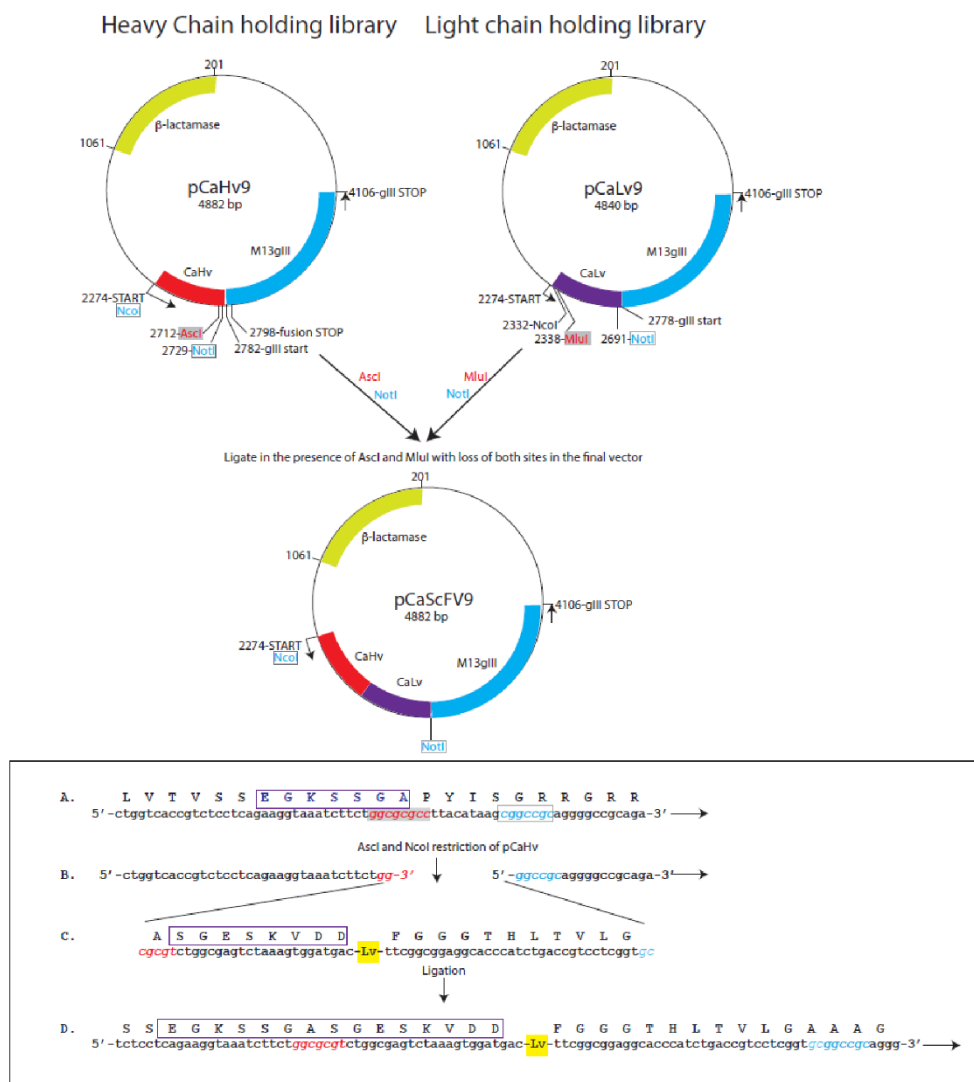 Heavy Chain holding library Light chain holding library
201 201
β-lactamase β-lactamase
1061 1061
pCaHv9 pCaLv9
4882 bp 4840 bp
4106-gIII STOP 4106-gIII STOP
M13gIII M13gIII
CaHv CaLv
2274-START 2274-START
NcoI
2712-AscI 2798-fusion STOP 2332-NcoI 2778-gIII start
2729-NotI 2782-gIII start 2338-MluI 2691-NotI
AscI MluI
NotI NotI
Ligate in the presence of AscI and MluI with loss of both sites in the final vector
201
β-lactamase
1061
pCaScFV9
4882 bp
4106-gIII STOP
2274-START
NcoI
CaHv M13gIII
CaLv
NotI
A. L V T V S S E G K S S G A P Y I S G R R G R R
5'-ctggtcaccgtctcctcagaaggtaaatcttctggcgcgccttacataagcggccgcaggggccgcaga-3'
AscI and NcoI restriction of pCaHv
B. 5'-ctggtcaccgtctcctcagaaggtaaatcttctgg-3' 5'-ggccgcaggggccgcaga-3'
C. A S G E S K V D D F G G G T H L T V L G
cgcgtctggcgagtctaaagtggatgac-Lv-ttcggcggaggcacccatctgaccgtcctcggtgc
Ligation
D. S S E G K S S G A S G E S K V D D F G G G T H L T V L G A A A G
5'-tctcctcagaaggtaaatcttctggcgcgtctggcgagtctaaagtggatgac-Lv-ttcggcggaggcacccatctgaccgtcctcggtgcggccgcaggg-3'